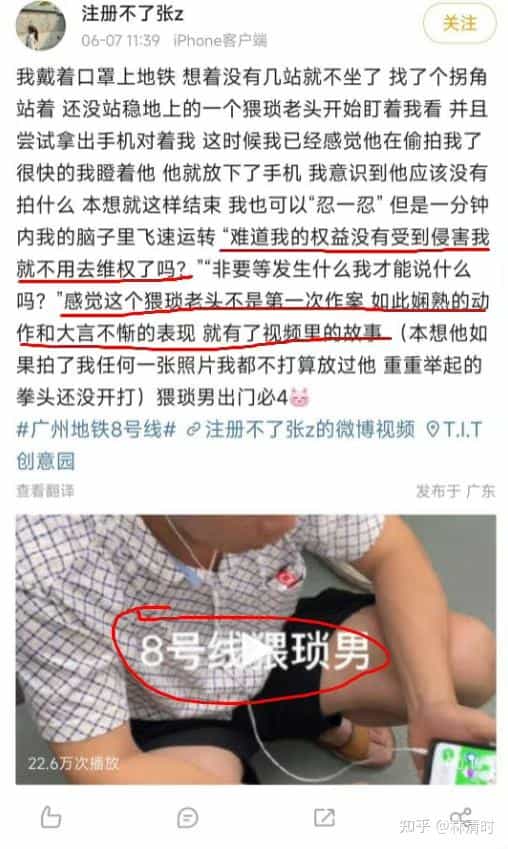 注册不了张z
06-07 11:39 iPhone客户端
关注
我戴着口罩上地铁 想着没有几站就不坐了 找了个拐角
站着 还没站稳地上的一个猥琐老头开始盯着我看 并且
尝试拿出手机对着我 这时候我已经感觉他在偷拍我了
很快的我瞪着他 他就放下了手机 我意识到他应该没有
拍什么 本想就这样结束 我也可以“忍一忍” 但是一分钟
内我的脑子里飞速运转 “难道我的权益没有受到侵害我
就不用去维权了吗？”“非要等发生什么我才能说什么
吗？”感觉这个猥琐老头不是第一次作案 如此娴熟的动
作和大言不惭的表现 就有了视频里的故事（本想他如
果拍了我任何一张照片我都不打算放过他 重重举起的
拳头还没开打）猥琐男出门必4
#广州地铁8号线# 注册不了张z的微博视频 T.I.T
创意园
查看翻译
发布于 广东
8号线猥琐男
22.6万次播放
知乎 @林清时